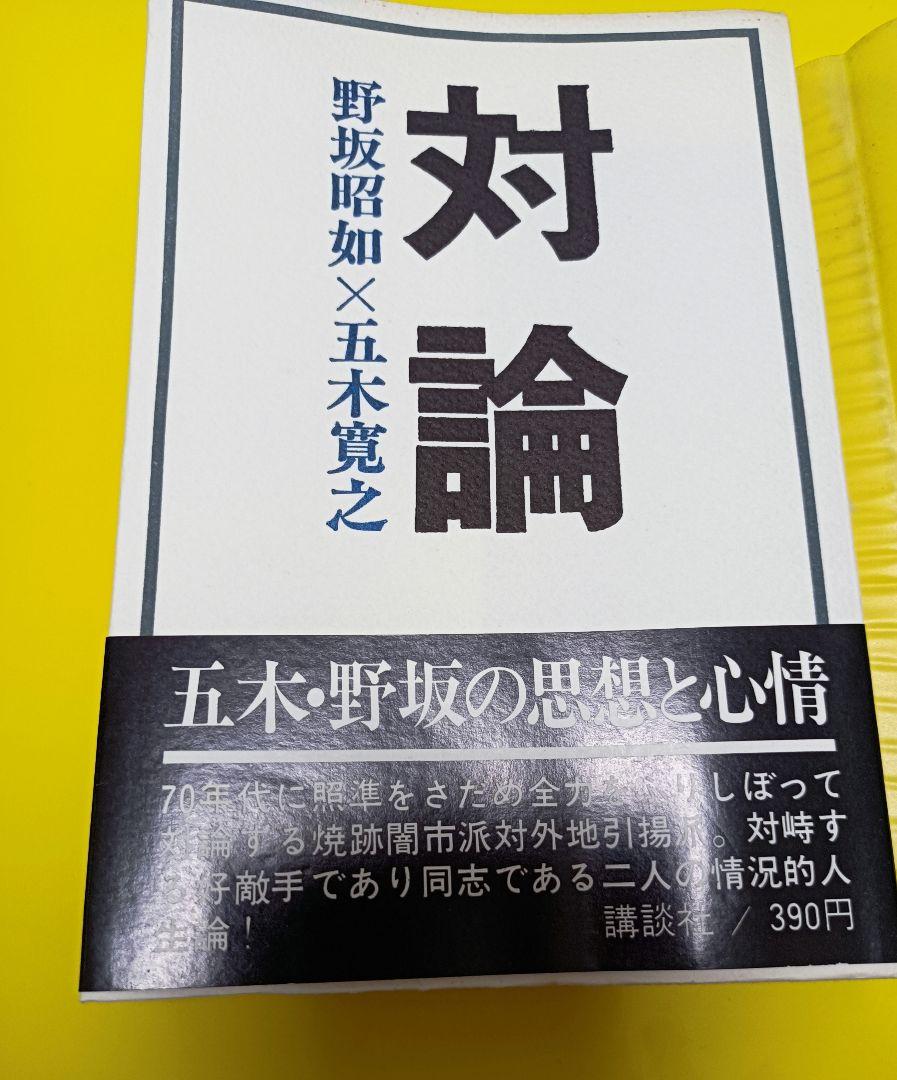 対論
野坂昭如×五木寛之
五木・野坂の思想と心情
70年代に照準をさだめ全力をふりしぼって
対論する焼跡闇市派対外地引揚派。対峙す
る好敵手であり同志である二人の情況的人
生論！ 講談社／390円